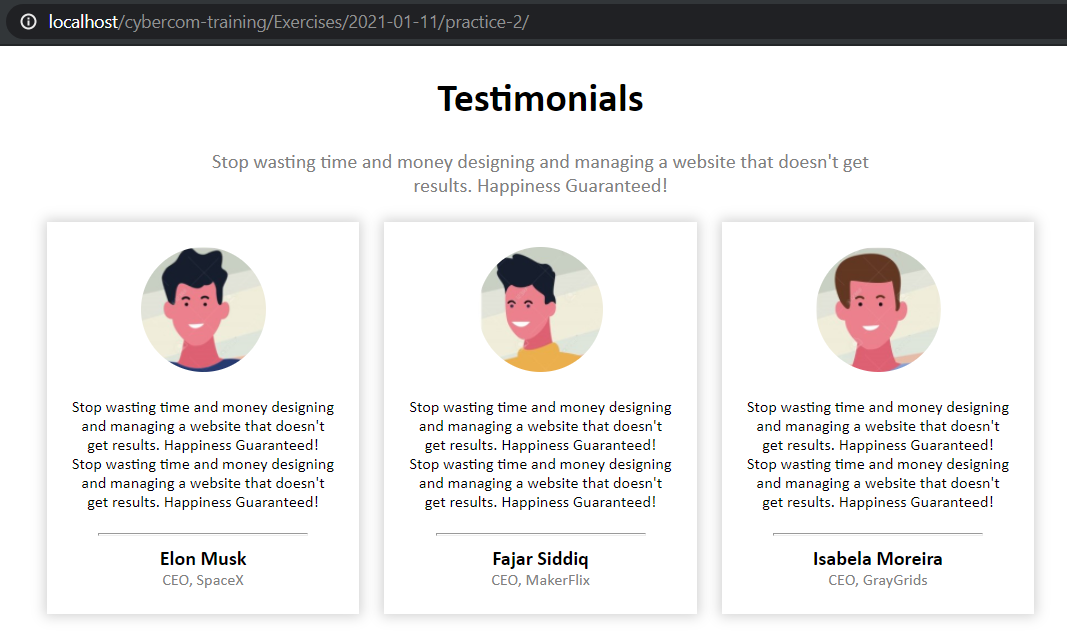 localhost/cybercom-training/Exercises/2021-01-11/practice-2/
Testimonials
Stop wasting time and money designing and managing a website that doesn't get
results. Happiness Guaranteed!
Stop wasting time and money designing
and managing a website that doesn't
get results. Happiness Guaranteed!
Stop wasting time and money designing
and managing a website that doesn't
get results. Happiness Guaranteed!
Elon Musk
CEO, SpaceX
Stop wasting time and money designing
and managing a website that doesn't
get results. Happiness Guaranteed!
Stop wasting time and money designing
and managing a website that doesn't
get results. Happiness Guaranteed!
Fajar Siddiq
CEO, MakerFlix
Stop wasting time and money designing
and managing a website that doesn't
get results. Happiness Guaranteed!
Stop wasting time and money designing
and managing a website that doesn't
get results. Happiness Guaranteed!
Isabela Moreira
CEO, GrayGrids